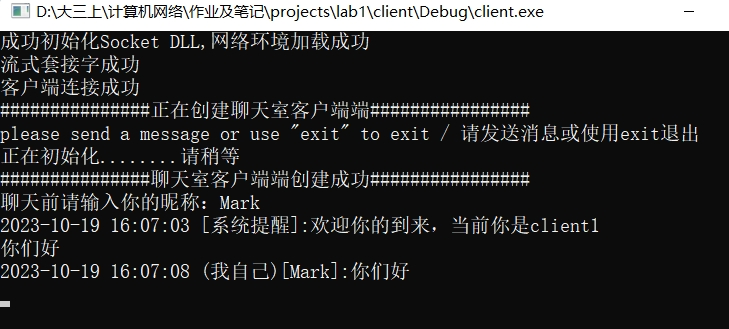 D:\大三上\计算机网络\作业及笔记\projects\lab1\client\Debug\client.exe
成功初始化Socket DLL,网络环境加载成功
流式套接字成功
客户端连接成功
###############正在创建聊天室客户端端################
please send a message or use "exit" to exit / 请发送消息或使用exit退出
正在初始化........请稍等
###############聊天室客户端端创建成功################
聊天前请输入你的昵称：Mark
2023-10-19 16:07:03 [系统提醒]:欢迎你的到来，当前你是client1
你们好
2023-10-19 16:07:08 (我自己)[Mark]:你们好